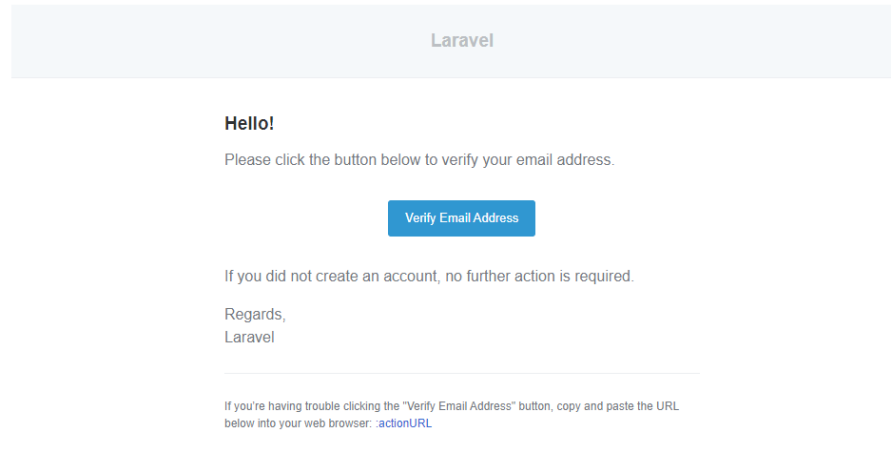 Laravel
Hello!
Please click the button below to verify your email address.
Verify Email Address
If you did not create an account, no further action is required.
Regards,
Laravel
If you're having trouble clicking the "Verify Email Address" button, copy and paste the URL
below into your web browser: :actionURL